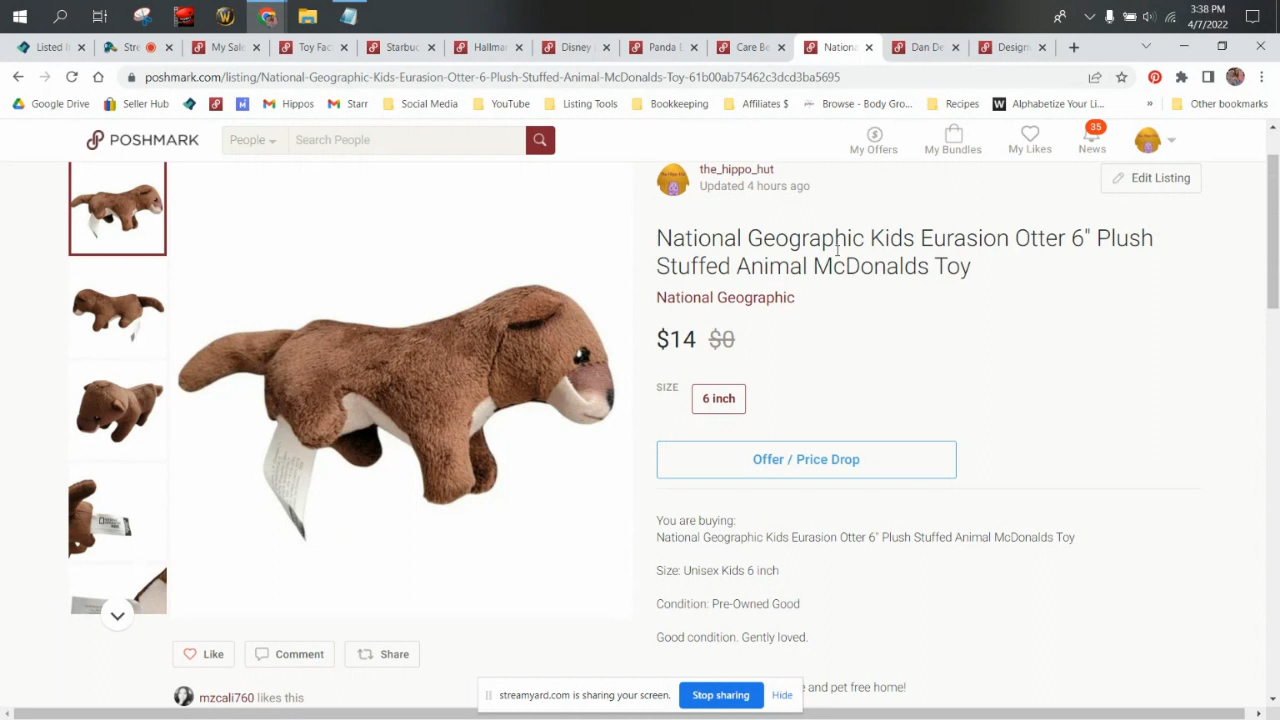 3:38 PM
4/7/2022
Listed I
Stre
My Sale
Toy Fac
Starbuc
Hallma
Disney
Panda E
Care Be
Nationa
Dan De
Design
poshmark.com/listing/National-Geographic-Kids-Eurasion-Otter-6-Plush-Stuffed-Animal-McDonalds-Toy-61b00ab75462c3dcd3ba5695
Google Drive
Seller Hub
Hippos
Starr
Social Media
YouTube
Listing Tools
Bookkeeping
Affiliates $
Browse - Body Gro...
Recipes
Alphabetize Your Li...
»
Other bookmarks
POSHMARK
People
Search People
My Offers
My Bundles
My Likes
35
News
the_hippo_hut
Updated 4 hours ago
Edit Listing
National Geographic Kids Eurasion Otter 6" Plush
Stuffed Animal McDonalds Toy
National Geographic
$14 $0
SIZE
6 inch
Offer / Price Drop
You are buying:
National Geographic Kids Eurasion Otter 6" Plush Stuffed Animal McDonalds Toy
Size: Unisex Kids 6 inch
Condition: Pre-Owned Good
Good condition. Gently loved.
e and pet free home!
Like
Comment
Share
mzcali760 likes this
streamyard.com is sharing your screen.
Stop sharing
Hide